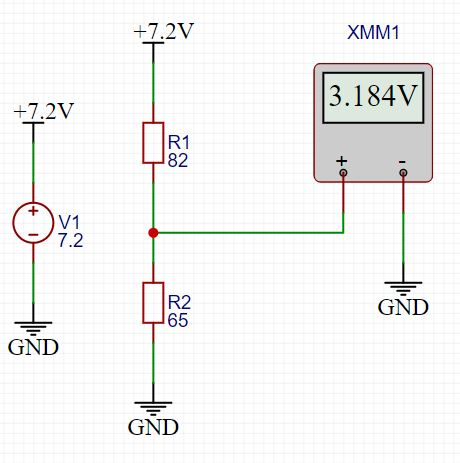 +7.2V
XMM1
3.184V
+7.2V
R1
82
+ -
+
V1
7.2
-
R2
65
GND
GND
GND